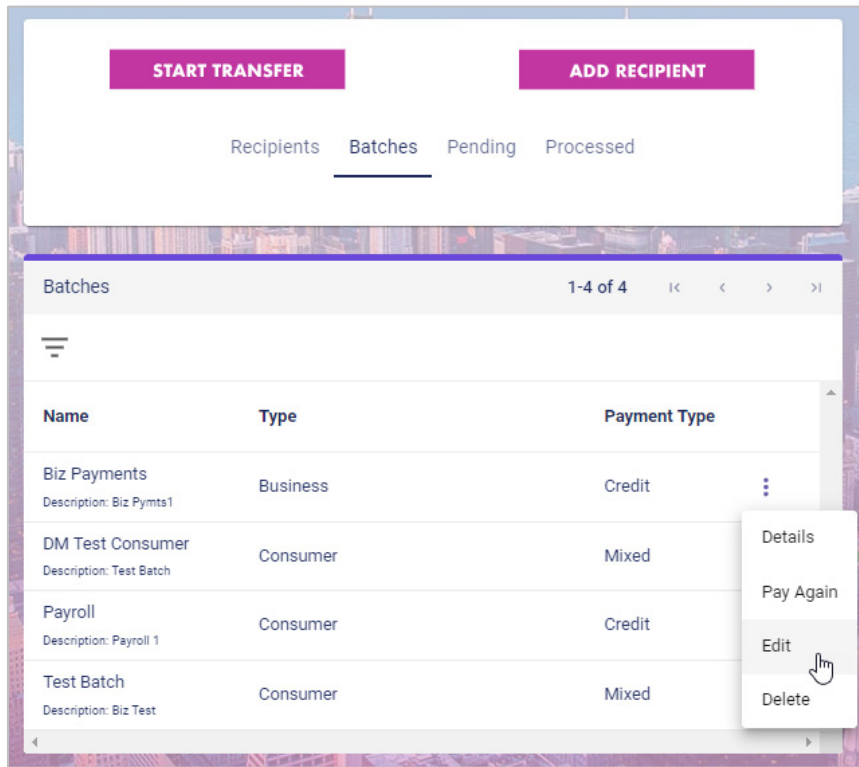 START TRANSFER ADD RECIPIENT
Recipients Batches Pending Processed
Batches 1-4 of 4
Name Type Payment Type
Biz Payments Business Credit
Description: Biz Pymts1
DM Test Consumer Consumer Mixed
Description: Test Batch
Payroll Consumer Credit
Description: Payroll 1
Test Batch Consumer Mixed
Description: Biz Test
Details
Pay Again
Edit
Delete